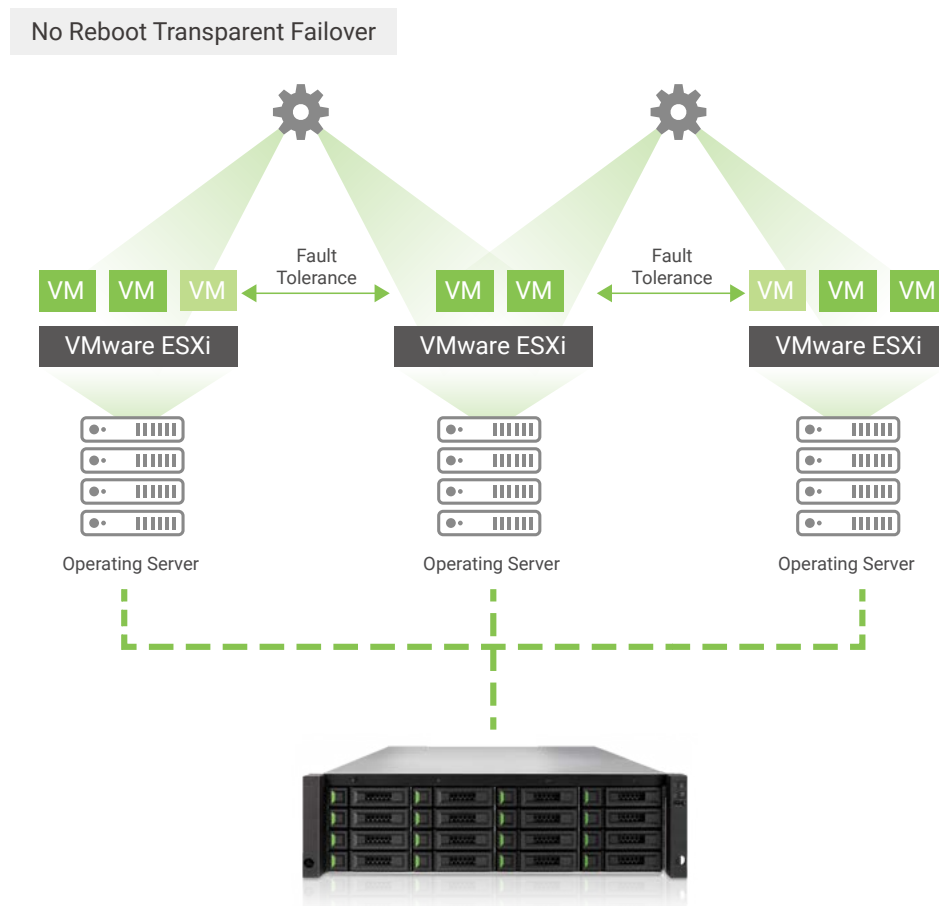 No Reboot Transparent Failover
Fault
Tolerance
Fault
Tolerance
VM VM VM
VM VM
VM VM VM
VMware ESXi
VMware ESXi
VMware ESXi
Operating Server
Operating Server
Operating Server